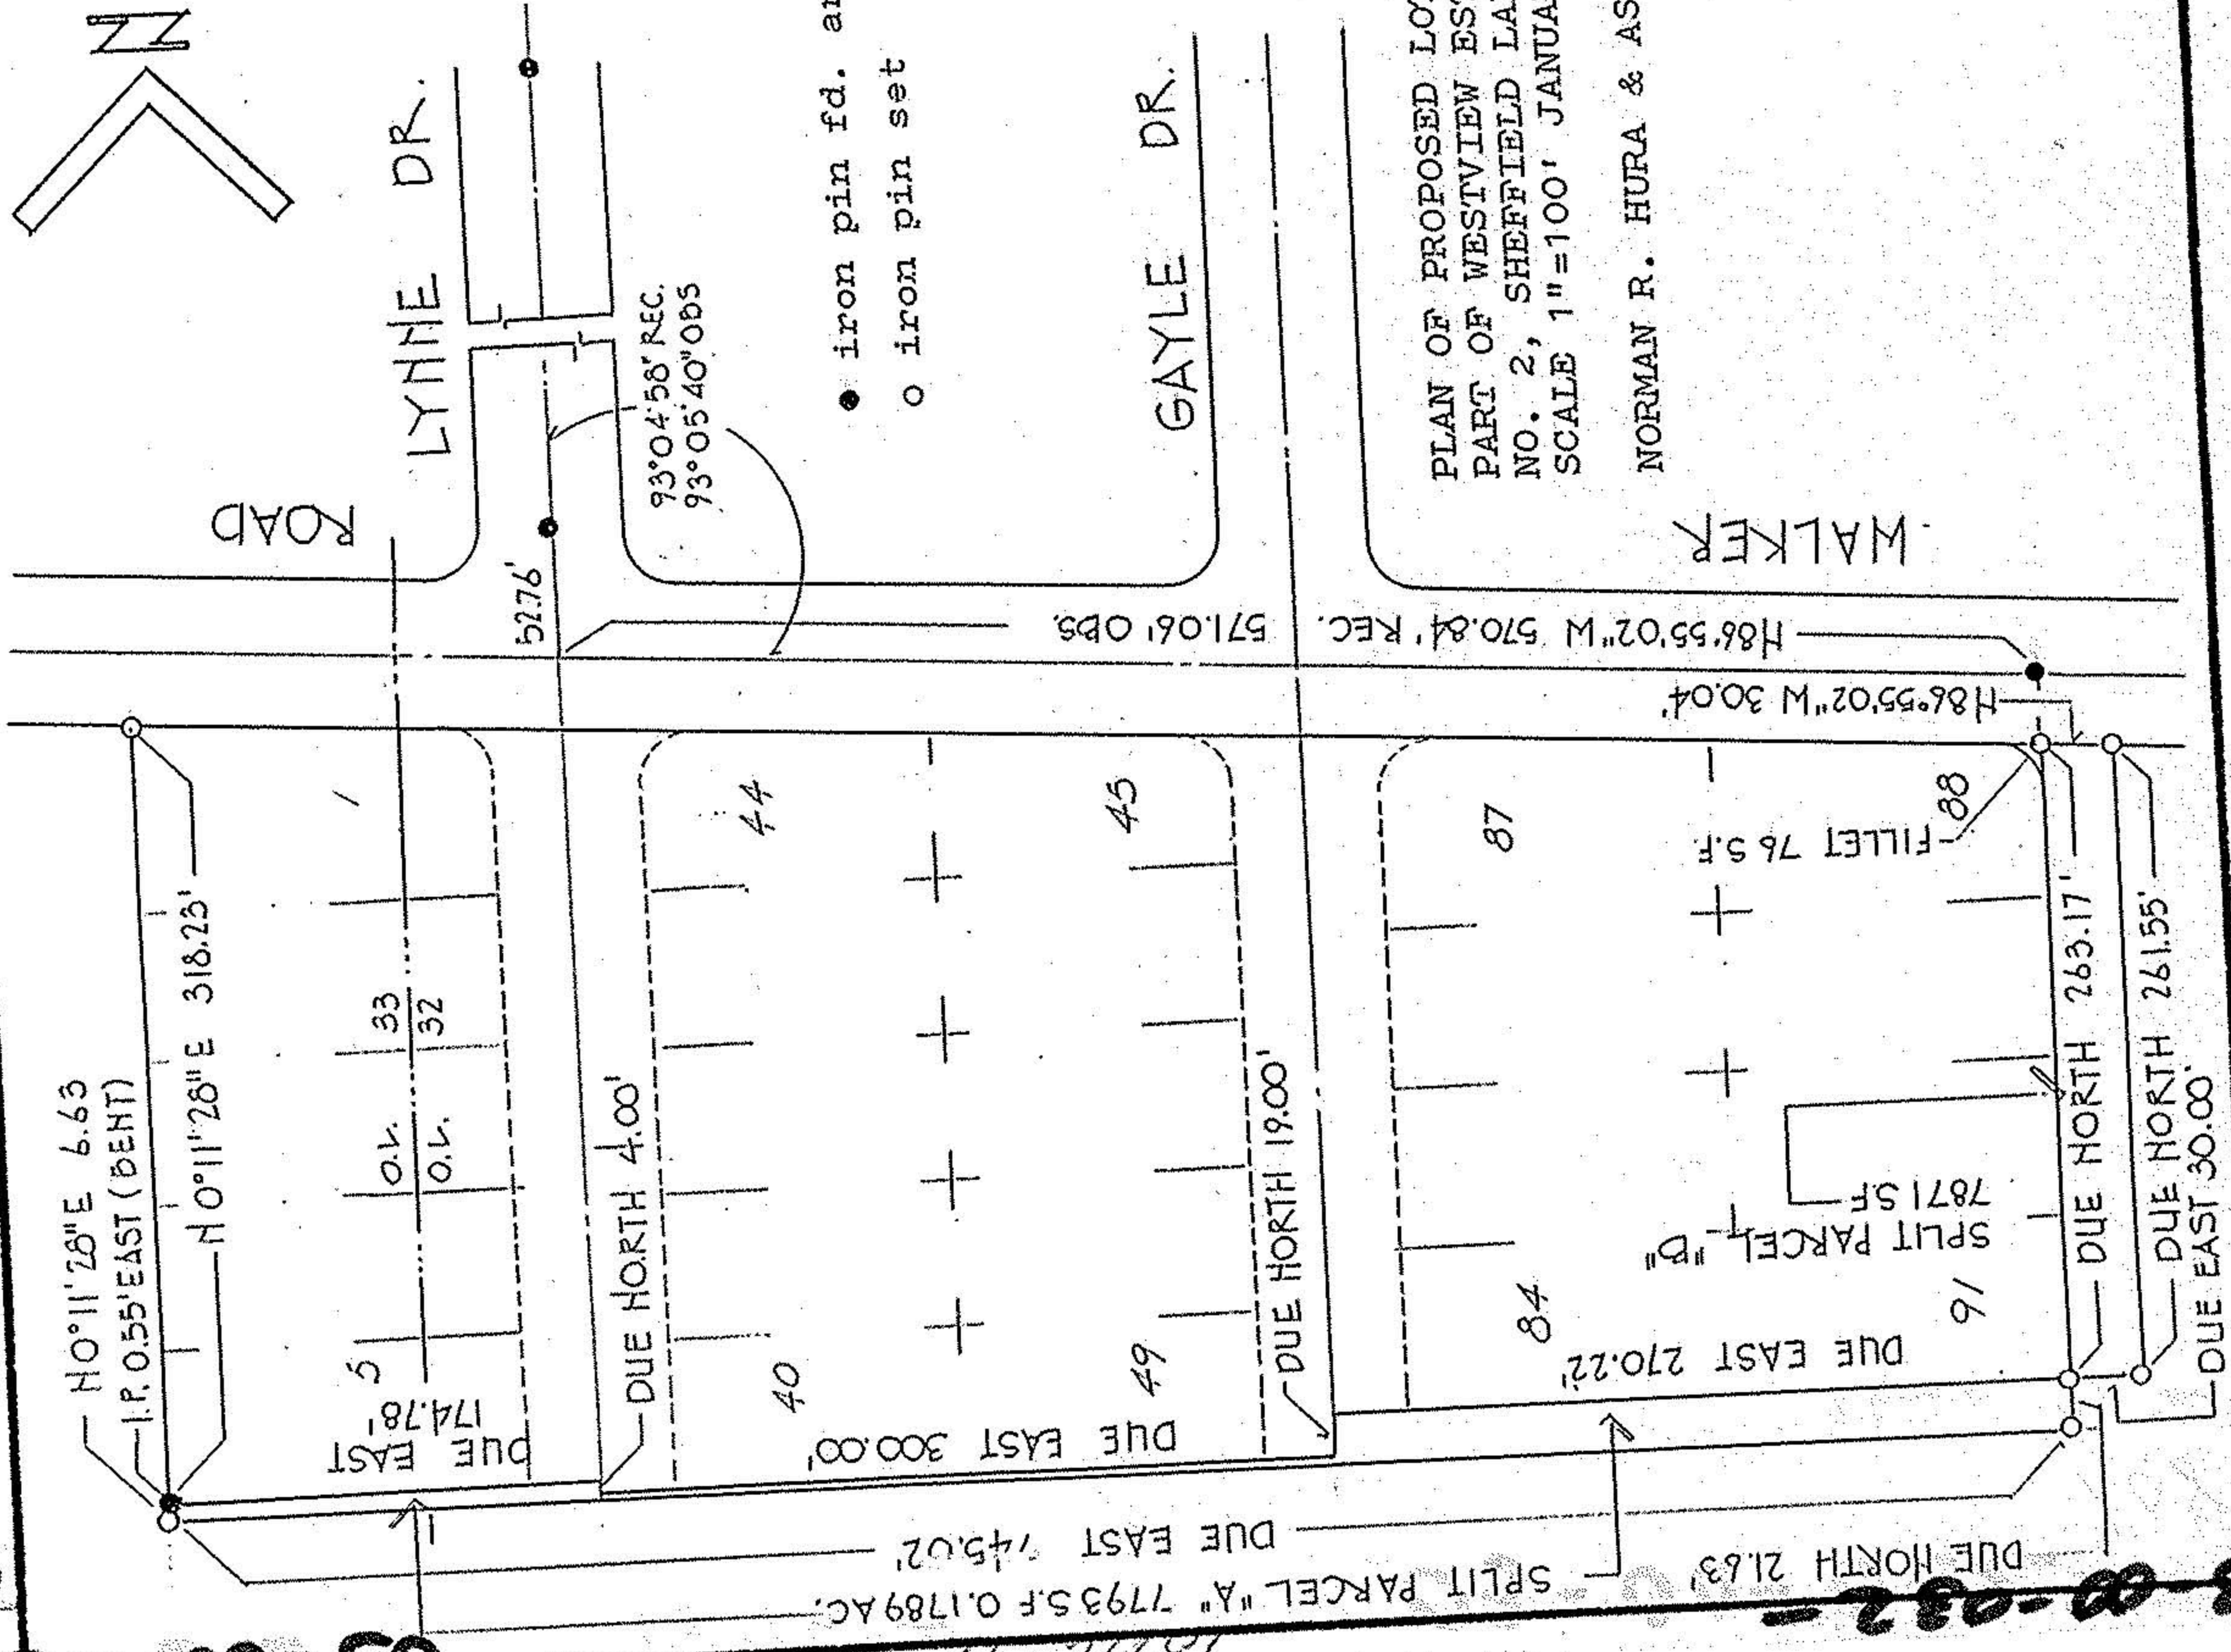 N
LYNNE DR.
ROAD
93°04'58" REC.
93°05'40" OBS
52.76'
● iron pin fd.
○ iron pin set
GAYLE DR.
PLAN OF PROPOSED
PART OF WESTVIEW
NO. 2, SHEFFIELD
SCALE 1"=100'
NORMAN R. HURA &
WALKER
571.06' OBS.
N86°55'02"W 570.84' REC.
N86°55'02"W 30.04'
N0°11'28"E 6.63
I.P. 0.55' EAST (BENT)
N0°11'28"E 318.23'
1
5
O.L. 33
O.L. 32
DUE EAST
174.78'
DUE NORTH 4.00'
44
45
40
49
DUE EAST 300.00'
DUE NORTH 19.00'
87
88
84
91
FILLET 76 S.F.
SPLIT PARCEL "B"
7871 S.F.
DUE EAST 270.22'
DUE NORTH 263.17'
DUE NORTH 261.55'
DUE EAST 30.00'
DUE EAST 745.02'
SPLIT PARCEL "A" 7793 S.F. 0.1789 AC.
DUE NORTH 21.63'